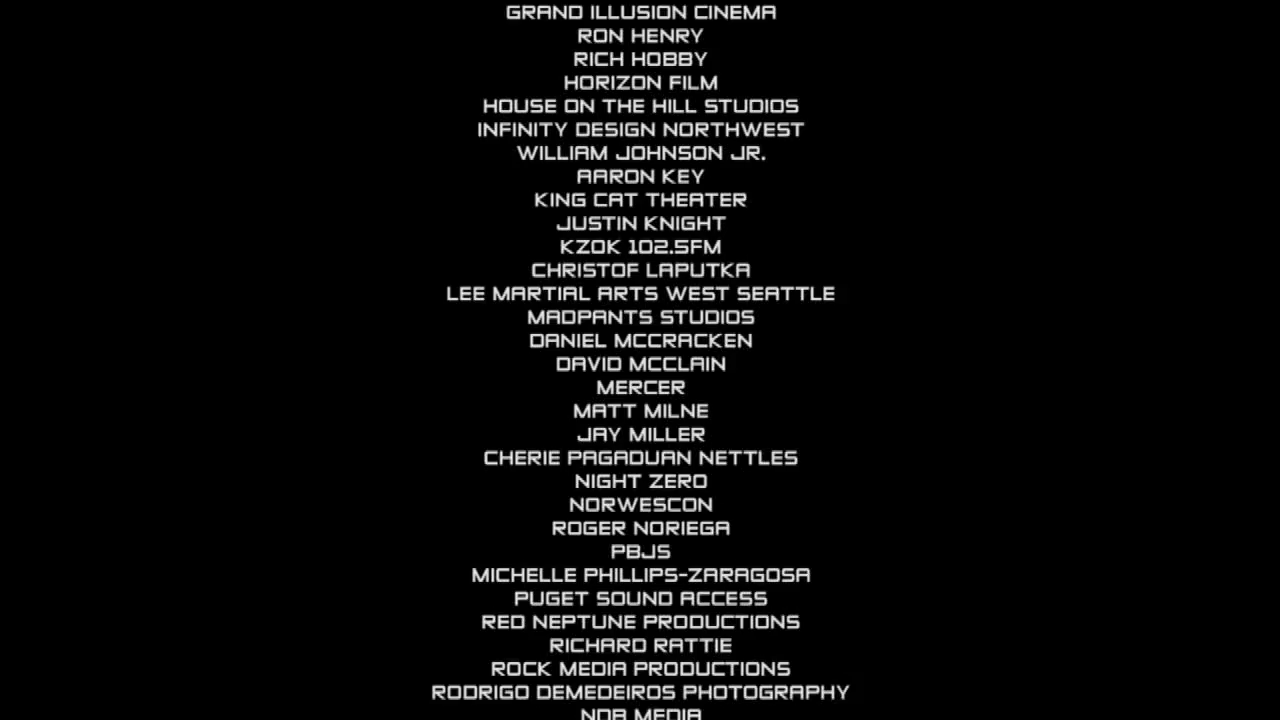 GRAND ILLUSION CINEMA
RON HENRY
RICH HOBBY
HORIZON FILM
HOUSE ON THE HILL STUDIOS
INFINITY DESIGN NORTHWEST
WILLIAM JOHNSON JR.
AARON KEY
KING CAT THEATER
JUSTIN KNIGHT
KZOK 102.5FM
CHRISTOF LAPUTKA
LEE MARTIAL ARTS WEST SEATTLE
MADPANTS STUDIOS
DANIEL MCCRACKEN
DAVID MCCLAIN
MERCER
MATT MILNE
JAY MILLER
CHERIE PAGADUAN NETTLES
NIGHT ZERO
NORWESCON
ROGER NORIEGA
PBJS
MICHELLE PHILLIPS-ZARAGOSA
PUGET SOUND ACCESS
RED NEPTUNE PRODUCTIONS
RICHARD RATTIE
ROCK MEDIA PRODUCTIONS
RODRIGO DEMEDEIROS PHOTOGRAPHY
MEDIA